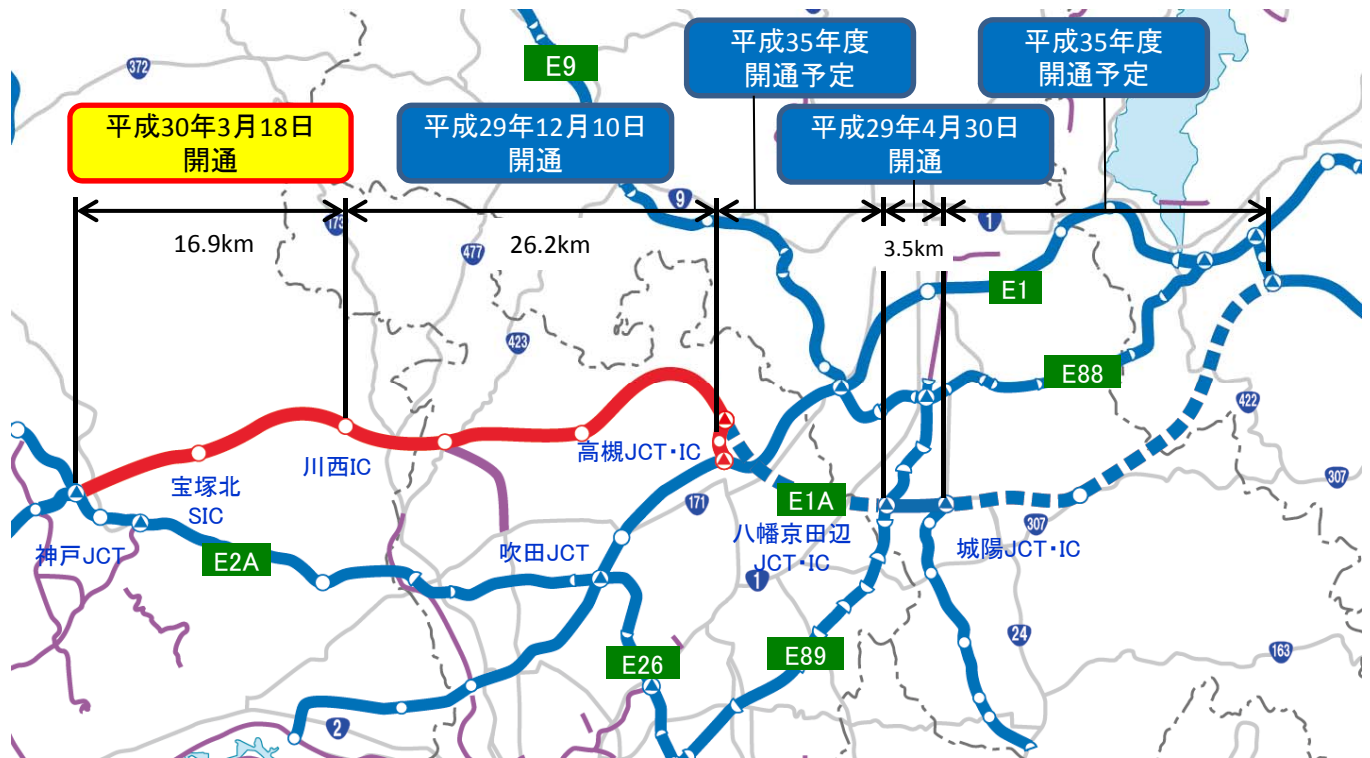 平成35年度
開通予定
平成35年度
開通予定
E9
372
平成30年3月18日
開通
平成29年12月10日
開通
平成29年4月30日
開通
9
1
173
16.9km
26.2km
3.5km
477
E1
423
E88
422
川西IC
高槻JCT・IC
宝塚北
SIC
171
E1A
307
307
八幡京田辺
JCT・IC
城陽JCT・IC
神戸JCT
E2A
吹田JCT
1
24
163
E26
E89
2